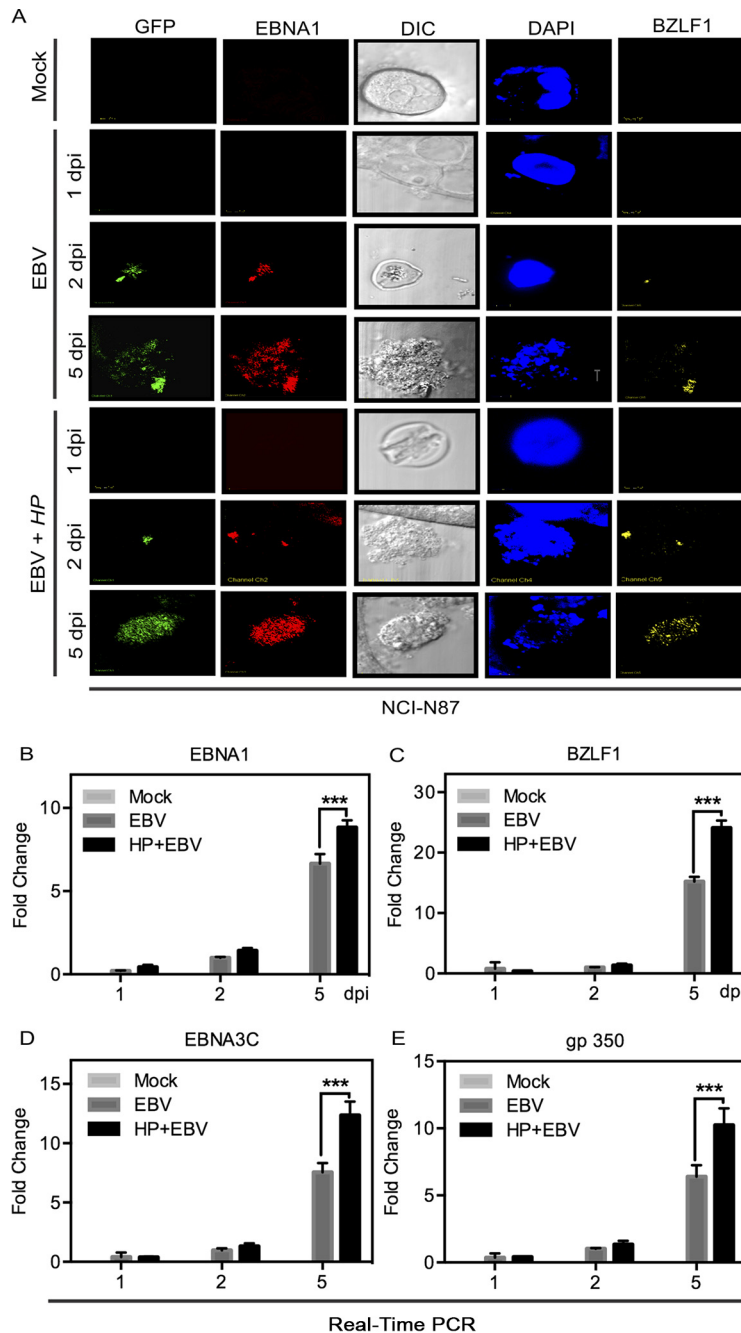 A
GFP EBNA1 DIC DAPI BZLF1
Mock
EBV
1 dpi
2 dpi
5 dpi
T
EBV + HP
1 dpi
2 dpi
Channel Ch2 Channel Ch4 Channel Ch5
5 dpi
NCI-N87
B EBNA1
Fold Change
10
5
0
Mock
EBV
HP+EBV
***
1 2 5 dpi
C BZLF1
Fold Change
30
20
10
0
Mock
EBV
HP+EBV
***
1 2 5 dp
D EBNA3C
Fold Change
15
10
5
0
Mock
EBV
HP+EBV
***
1 2 5
E gp 350
Fold Change
15
10
5
0
Mock
EBV
HP+EBV
***
1 2 5
Real-Time PCR